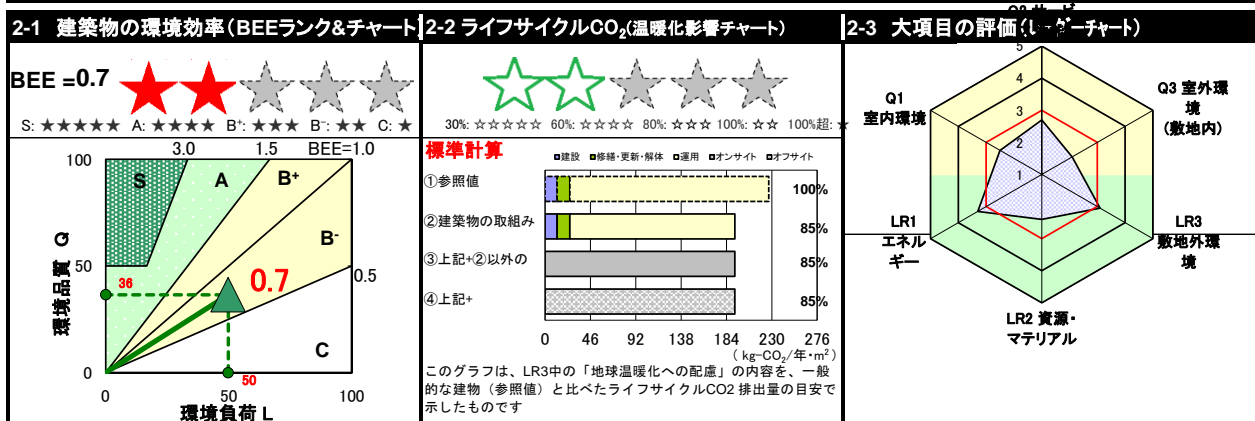 2-1 建築物の環境効率(BEEランク&チャート)
BEE =0.7
S: ★★★★★ A: ★★★★ B⁺: ★★★ B⁻: ★★ C: ★
3.0 1.5 BEE=1.0
100
S A B⁺
B⁻
環境品質 Q
50
36
0.7
0.5
C
0
50
0 50 100
環境負荷 L
2-2 ライフサイクルCO₂(温暖化影響チャート)
30%: ☆☆☆☆☆ 60%: ☆☆☆☆ 80%: ☆☆☆ 100%: ☆☆ 100%超: ★
標準計算
■建設 ■修繕・更新・解体 □運用 ■オンサイト ■オフサイト
①参照値 100%
②建築物の取組み 85%
③上記+②以外の 85%
④上記+ 85%
0 46 92 138 184 230 276
( kg-CO₂/年・m²)
このグラフは、LR3中の「地球温暖化への配慮」の内容を、一般
的な建物(参照値)と比べたライフサイクルCO2 排出量の目安で
示したものです
2-3 大項目の評価(レーダーチャート)
5
4
3
2
1
Q1
室内環境
Q3 室外環
境
(敷地内)
LR1
エネル
ギー
LR3
敷地外環
境
LR2 資源・
マテリアル